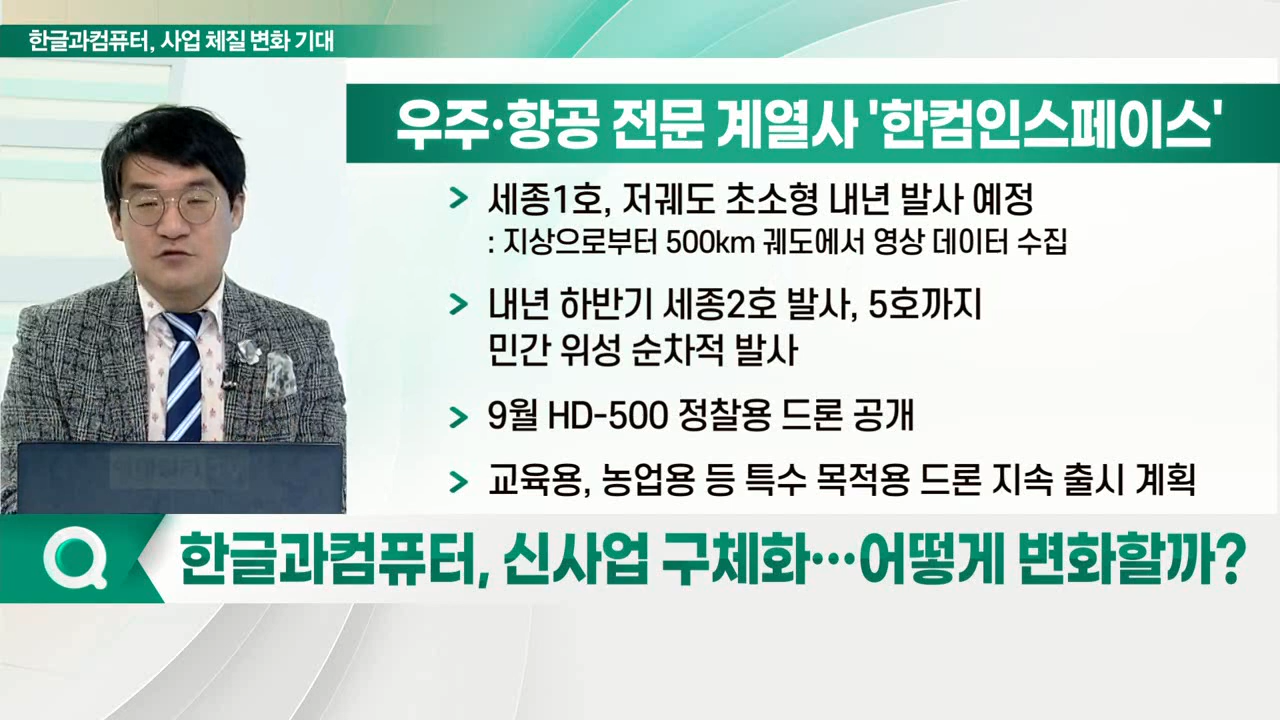 한글과컴퓨터, 사업 체질 변화 기대
우주·항공 전문 계열사 '한컴인스페이스'
> 세종1호, 저궤도 초소형 내년 발사 예정
: 지상으로부터 500km 궤도에서 영상 데이터 수집
> 내년 하반기 세종2호 발사, 5호까지
민간 위성 순차적 발사
> 9월 HD-500 정찰용 드론 공개
> 교육용, 농업용 등 특수 목적용 드론 지속 출시 계획
Q 한글과컴퓨터, 신사업 구체화…어떻게 변화할까?